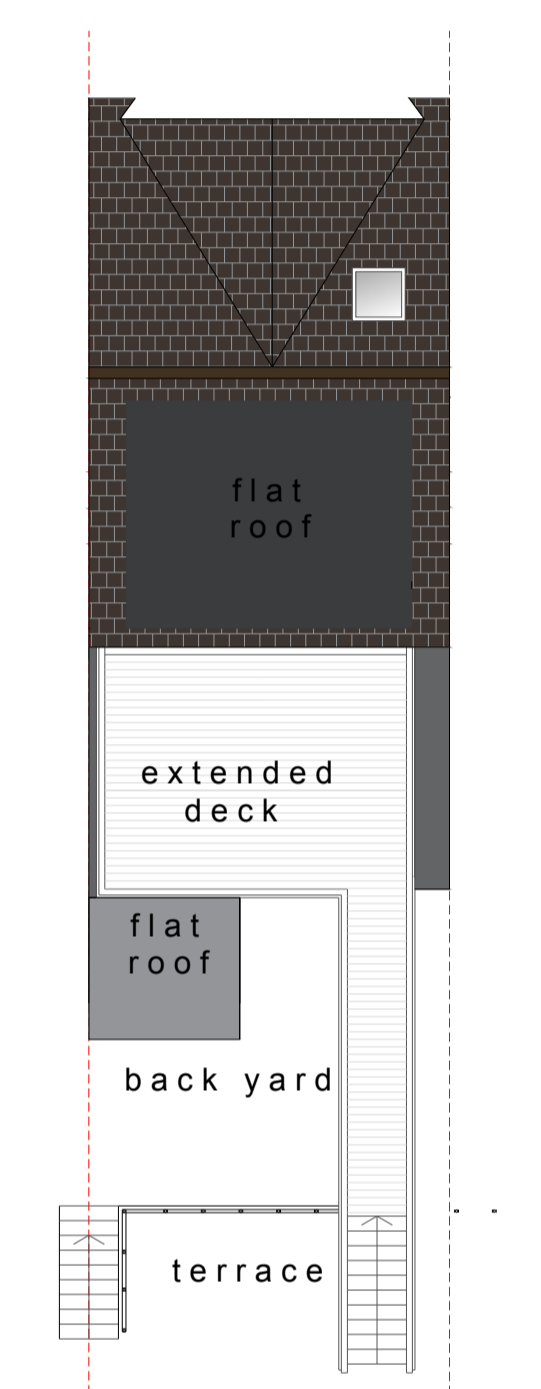 flat
roof
extended
deck
flat
roof
back yard
terrace